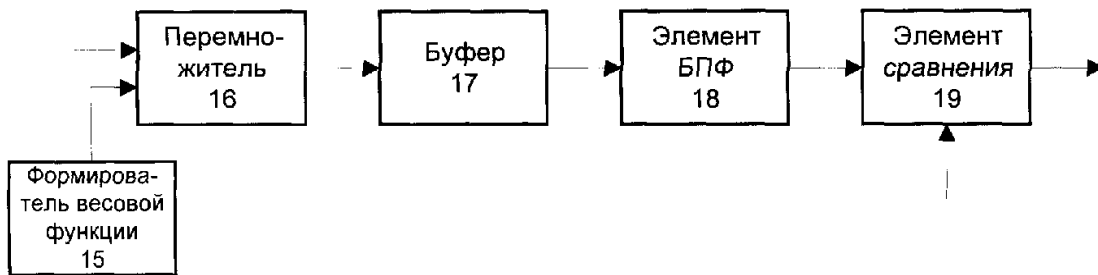 Перемно-
житель
16
Буфер
17
Элемент
БПФ
18
Элемент
сравнения
19
Формирова-
тель весовой
функции
15